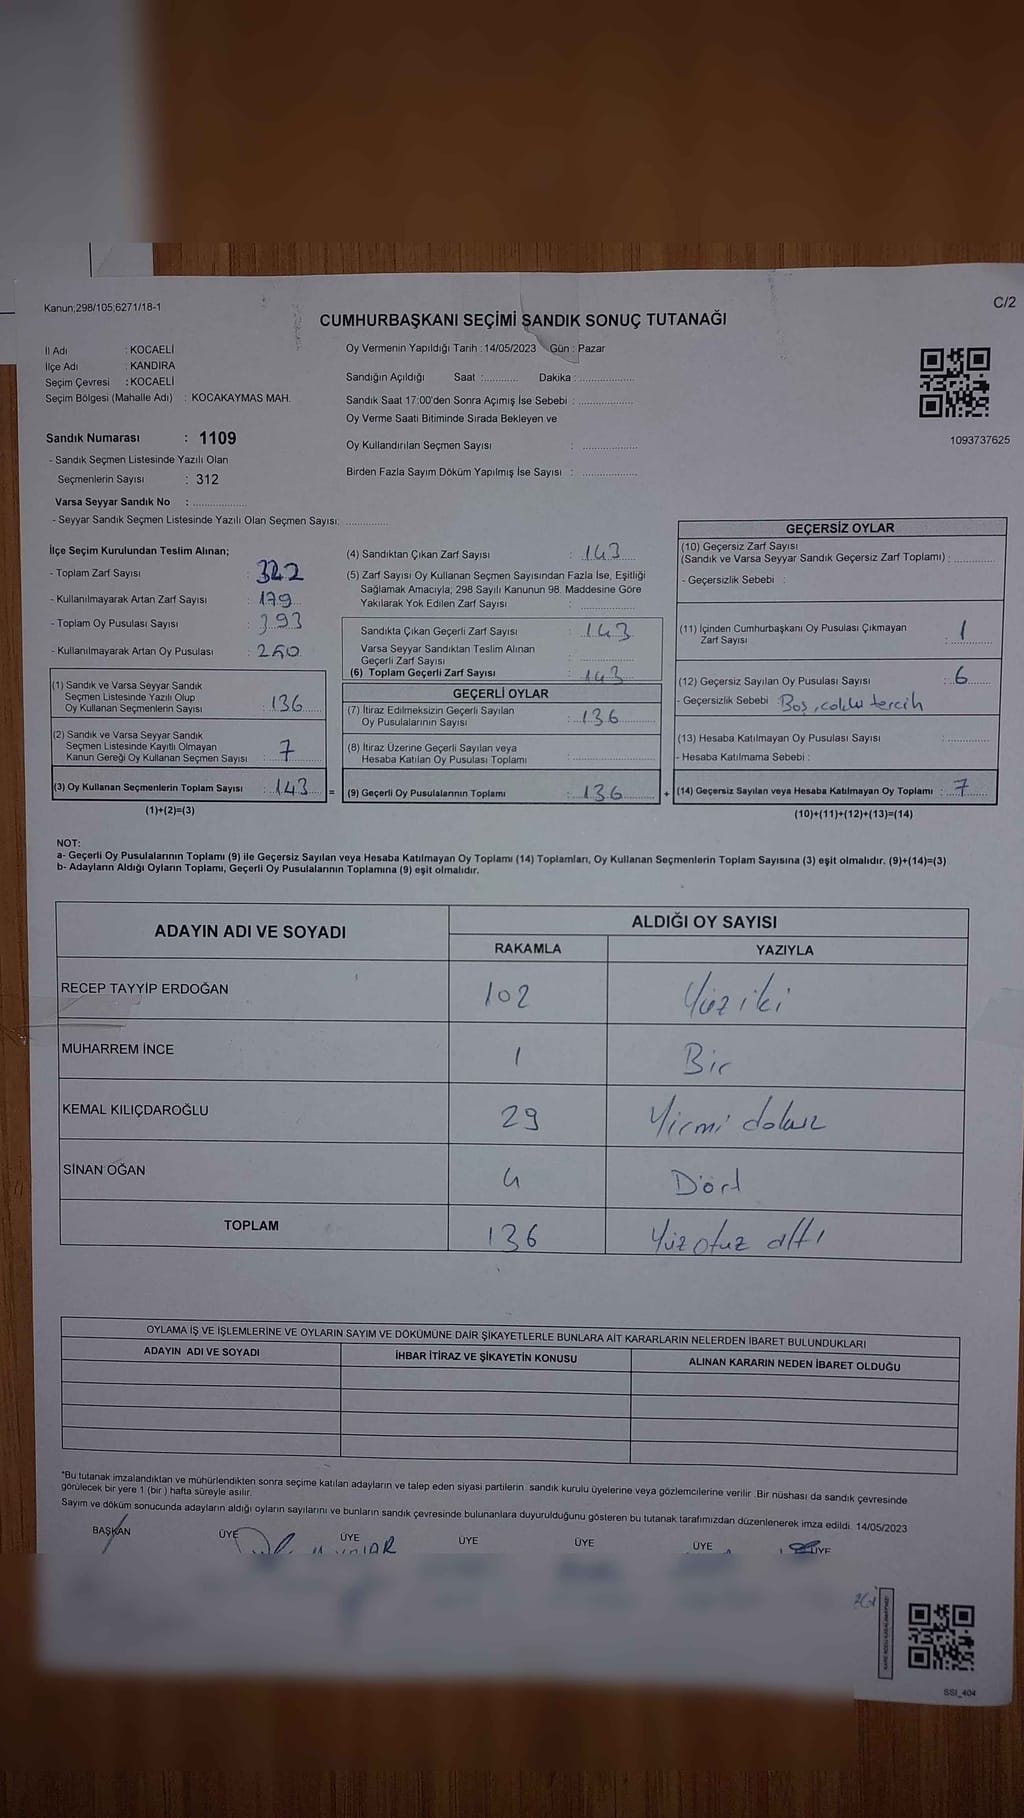 Kanun;298/105,6271/18-1
C/2
CUMHURBAŞKANI SEÇİMİ SANDIK SONUÇ TUTANAĞI
İl Adı : KOCAELİ
İlçe Adı : KANDIRA
Seçim Çevresi : KOCAELİ
Seçim Bölgesi (Mahalle Adı) : KOCAKAYMAS MAH.
Sandık Numarası : 1109
- Sandık Seçmen Listesinde Yazılı Olan
Seçmenlerin Sayısı : 312
Varsa Seyyar Sandık No : ..................
- Seyyar Sandık Seçmen Listesinde Yazılı Olan Seçmen Sayısı: ..............
Oy Vermenin Yapıldığı Tarih :14/05/2023 Gün : Pazar
Sandığın Açıldığı Saat :............ Dakika : ..................
Sandık Saat 17:00'den Sonra Açımış İse Sebebi : ..................
Oy Verme Saati Bitiminde Sırada Bekleyen ve
Oy Kullandırılan Seçmen Sayısı : ..................
Birden Fazla Sayım Döküm Yapılmış İse Sayısı : ..................
1093737625
İlçe Seçim Kurulundan Teslim Alınan;
- Toplam Zarf Sayısı : 322
- Kullanılmayarak Artan Zarf Sayısı : 179
- Toplam Oy Pusulası Sayısı : 393
- Kullanılmayarak Artan Oy Pusulası : 250
(1) Sandık ve Varsa Seyyar Sandık
Seçmen Listesinde Yazılı Olup
Oy Kullanan Seçmenlerin Sayısı : 136
(2) Sandık ve Varsa Seyyar Sandık
Seçmen Listesinde Kayıtlı Olmayan
Kanun Gereği Oy Kullanan Seçmen Sayısı : 7
(3) Oy Kullanan Seçmenlerin Toplam Sayısı : 143 =
(1)+(2)=(3)
(4) Sandıktan Çıkan Zarf Sayısı : 143
(5) Zarf Sayısı Oy Kullanan Seçmen Sayısından Fazla İse, Eşitliği
Sağlamak Amacıyla; 298 Sayılı Kanunun 98. Maddesine Göre
Yakılarak Yok Edilen Zarf Sayısı : ..................
Sandıkta Çıkan Geçerli Zarf Sayısı : 143
Varsa Seyyar Sandıktan Teslim Alınan
Geçerli Zarf Sayısı : ..................
(6) Toplam Geçerli Zarf Sayısı : 143
GEÇERLİ OYLAR
(7) İtiraz Edilmeksizin Geçerli Sayılan
Oy Pusulalarının Sayısı : 136
(8) İtiraz Üzerine Geçerli Sayılan veya
Hesaba Katılan Oy Pusulası Toplamı : ..................
(9) Geçerli Oy Pusulalarının Toplamı : 136 +
GEÇERSİZ OYLAR
(10) Geçersiz Zarf Sayısı
(Sandık ve Varsa Seyyar Sandık Geçersiz Zarf Toplamı) : ............
- Geçersizlik Sebebi :
(11) İçinden Cumhurbaşkanı Oy Pusulası Çıkmayan
Zarf Sayısı : 1
(12) Geçersiz Sayılan Oy Pusulası Sayısı : 6
- Geçersizlik Sebebi : Boş, çoklu tercih
(13) Hesaba Katılmayan Oy Pusulası Sayısı : ............
- Hesaba Katılmama Sebebi :
(14) Geçersiz Sayılan veya Hesaba Katılmayan Oy Toplamı : 7
(10)+(11)+(12)+(13)=(14)
NOT:
a- Geçerli Oy Pusulalarının Toplamı (9) ile Geçersiz Sayılan veya Hesaba Katılmayan Oy Toplamı (14) Toplamları, Oy Kullanan Seçmenlerin Toplam Sayısına (3) eşit olmalıdır. (9)+(14)=(3)
b- Adayların Aldığı Oyların Toplamı, Geçerli Oy Pusulalarının Toplamına (9) eşit olmalıdır.
ADAYIN ADI VE SOYADI ALDIĞI OY SAYISI
RAKAMLA YAZIYLA
RECEP TAYYİP ERDOĞAN 102 Yüz iki
MUHARREM İNCE 1 Bir
KEMAL KILIÇDAROĞLU 29 Yirmi dokuz
SİNAN OĞAN 4 Dört
TOPLAM 136 Yüz otuz altı
OYLAMA İŞ VE İŞLEMLERİNE VE OYLARIN SAYIM VE DÖKÜMÜNE DAİR ŞİKAYETLERLE BUNLARA AİT KARARLARIN NELERDEN İBARET BULUNDUKLARI
ADAYIN ADI VE SOYADI İHBAR İTİRAZ VE ŞİKAYETİN KONUSU ALINAN KARARIN NEDEN İBARET OLDUĞU
*Bu tutanak imzalandıktan ve mühürlendikten sonra seçime katılan adayların ve talep eden siyasi partilerin sandık kurulu üyelerine veya gözlemcilerine verilir .Bir nüshası da sandık çevresinde
görülecek bir yere 1 (bir ) hafta süreyle asılır.
Sayım ve döküm sonucunda adayların aldığı oyların sayılarını ve bunların sandık çevresinde bulunanlara duyurulduğunu gösteren bu tutanak tarafımızdan düzenlenerek imza edildi. 14/05/2023
BAŞKAN ÜYE ÜYE ÜYE ÜYE ÜYE ÜYE
SSI_404